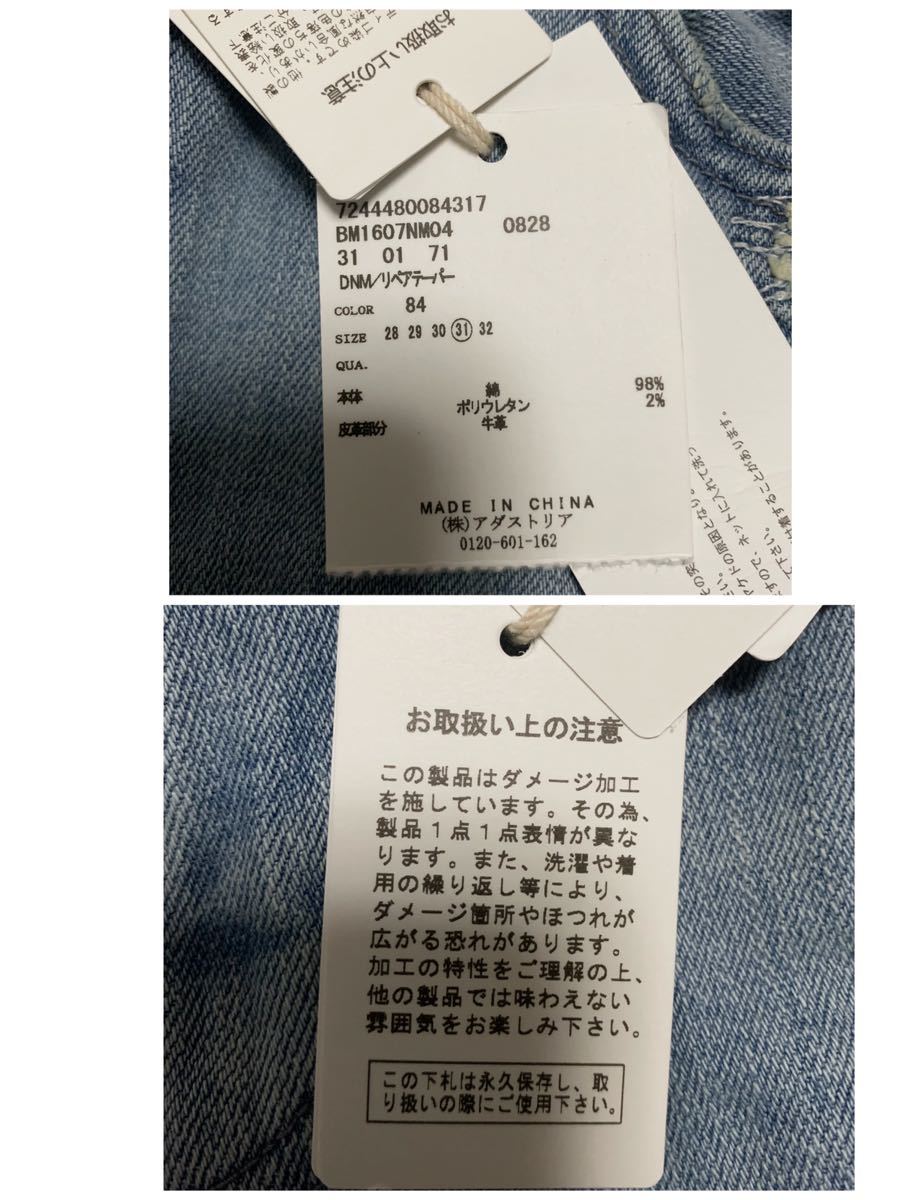 お取扱い上の注意
7244480084317
BM1607NM04 0828
31 01 71
DNM/リペアテーパー
COLOR 84
SIZE 28 29 30 31 32
QUA.
本体 綿 98%
ポリウレタン 2%
皮革部分 牛革
MADE IN CHINA
(株)アダストリア
0120-601-162
お取扱い上の注意
この製品はダメージ加工
を施しています。その為、
製品1点1点表情が異な
ります。また、洗濯や着
用の繰り返し等により、
ダメージ箇所やほつれが
広がる恐れがあります。
加工の特性をご理解の上、
他の製品では味わえない
雰囲気をお楽しみ下さい。
この下札は永久保存し、取
り扱いの際にご使用下さい。